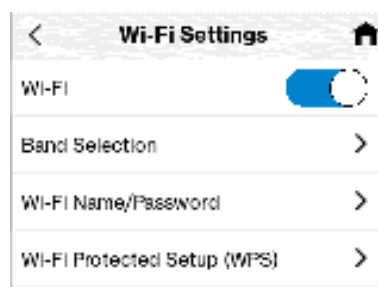 Wi-Fi Settings
Wi-Fi
Band Selection
Wi-Fi Name/Password
Wi-Fi Protected Setup (WPS)